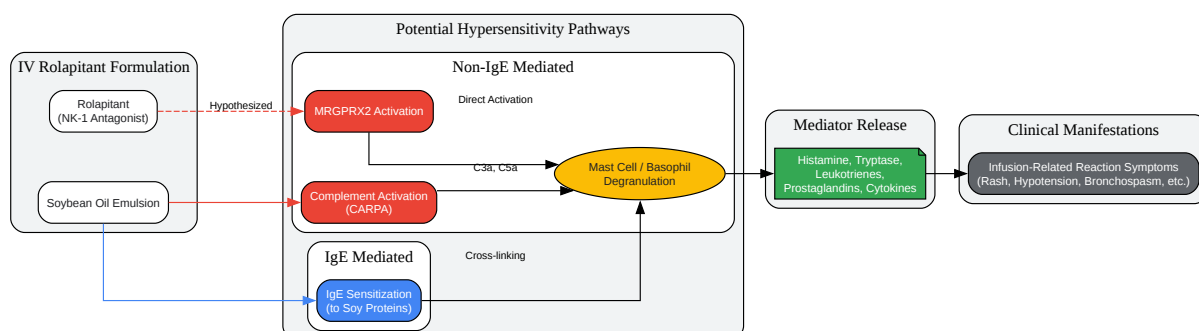 Potential Hypersensitivity Pathways
IV Rolapitant Formulation
Non-IgE Mediated
Rolapitant
(NK-1 Antagonist)
Hypothesized
MRGPRX2 Activation
Direct Activation
Soybean Oil Emulsion
Complement Activation
(CARPA)
C3a, C5a
Mast Cell / Basophil
Degranulation
IgE Mediated
IgE Sensitization
(to Soy Proteins)
Cross-linking
Mediator Release
Histamine, Tryptase,
Leukotrienes,
Prostaglandins, Cytokines
Clinical Manifestations
Infusion-Related Reaction Symptoms
(Rash, Hypotension, Bronchospasm, etc.)